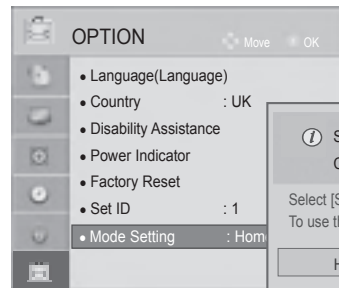 OPTION
Move OK
• Language(Language)
• Country : UK
• Disability Assistance
• Power Indicator
• Factory Reset
• Set ID : 1
• Mode Setting : Hom
i S
Select [S
To use th
H